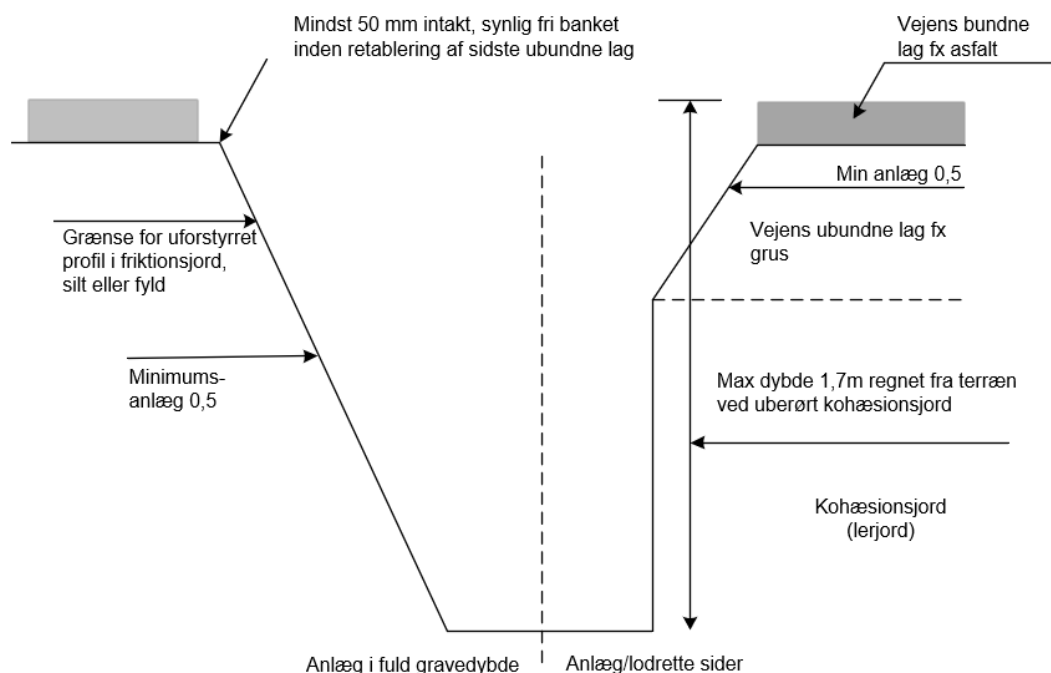 Mindst 50 mm intakt, synlig fri banket
inden retablering af sidste ubundne lag
Vejens bundne
lag fx asfalt
Min anlæg 0,5
Grænse for uforstyrret
profil i friktionsjord,
silt eller fyld
Vejens ubundne lag fx
grus
Minimums-
anlæg 0,5
Max dybde 1,7m regnet fra terræn
ved uberørt kohæsionsjord
Kohæsionsjord
(lerjord)
Anlæg i fuld gravedybde
Anlæg/lodrette sider